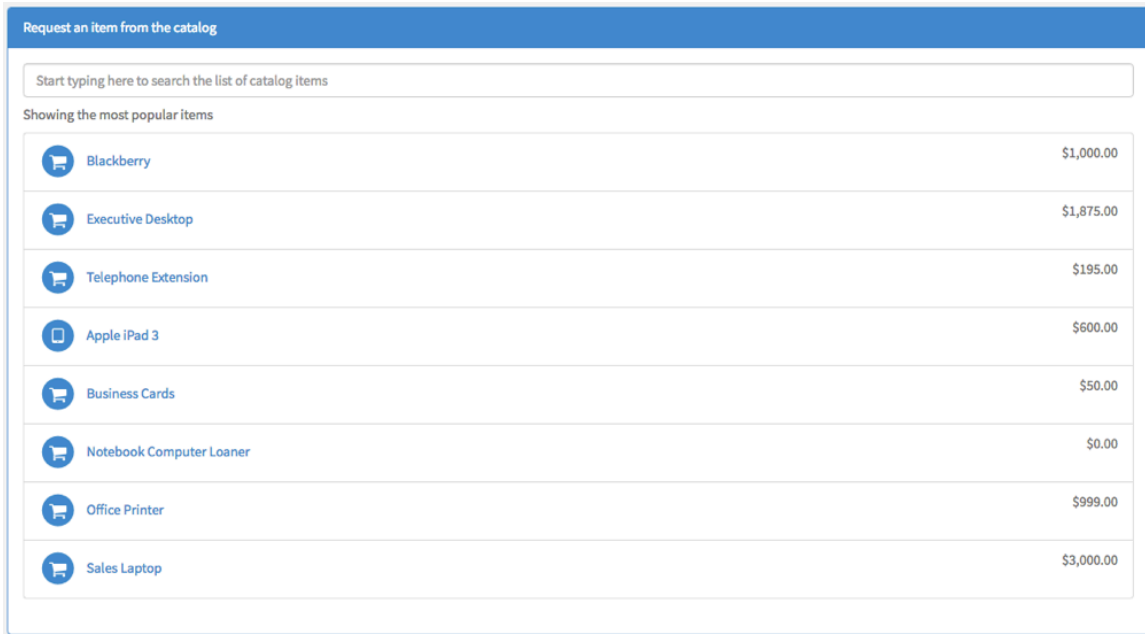 Request an item from the catalog
Start typing here to search the list of catalog items
Showing the most popular items
Blackberry $1,000.00
Executive Desktop $1,875.00
Telephone Extension $195.00
Apple iPad 3 $600.00
Business Cards $50.00
Notebook Computer Loaner $0.00
Office Printer $999.00
Sales Laptop $3,000.00